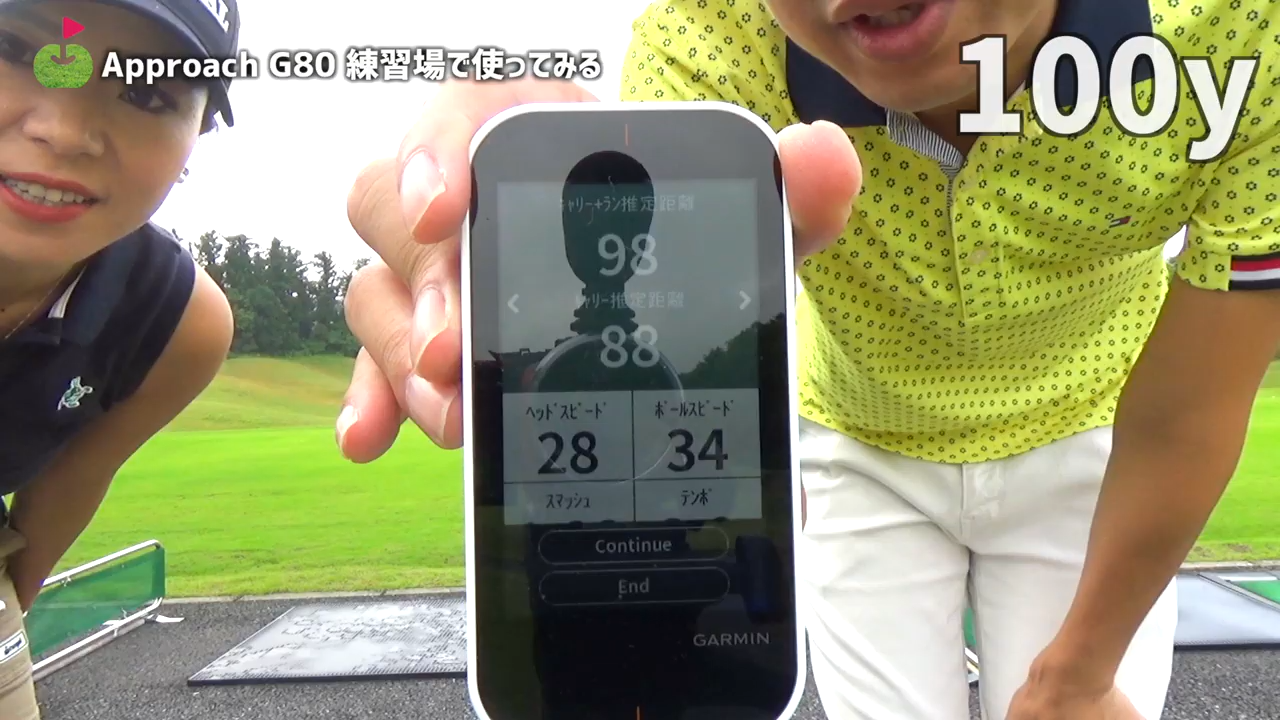 Approach G80 練習場で使ってみる
100y
キャリー+ラン推定距離
98
キャリー推定距離
88
ヘッドスピード
ボールスピード
28
34
スマッシュ
テンポ
Continue
End
GARMIN